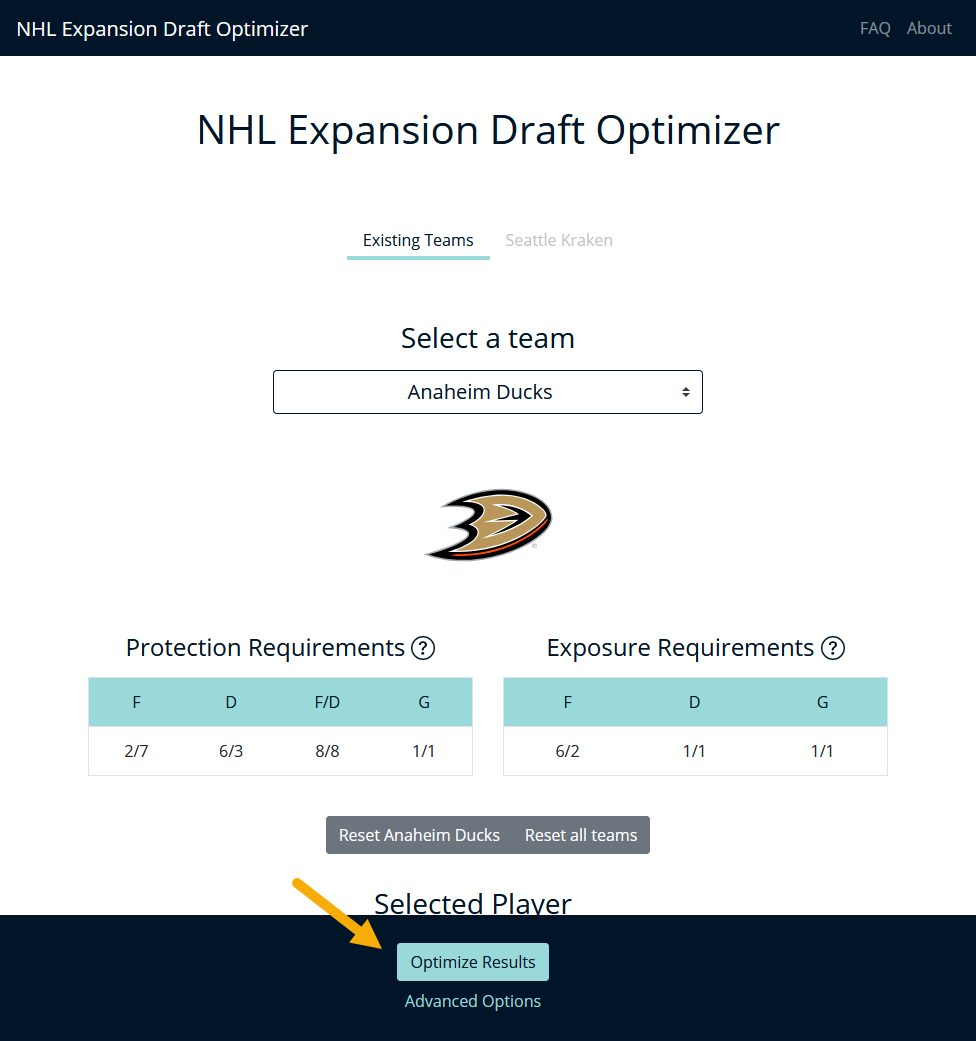 NHL Expansion Draft Optimizer FAQ About
NHL Expansion Draft Optimizer
Existing Teams Seattle Kraken
Select a team
Anaheim Ducks
Protection Requirements ?
F D F/D G
2/7 6/3 8/8 1/1
Exposure Requirements ?
F D G
6/2 1/1 1/1
Reset Anaheim Ducks Reset all teams
Selected Player
Optimize Results
Advanced Options